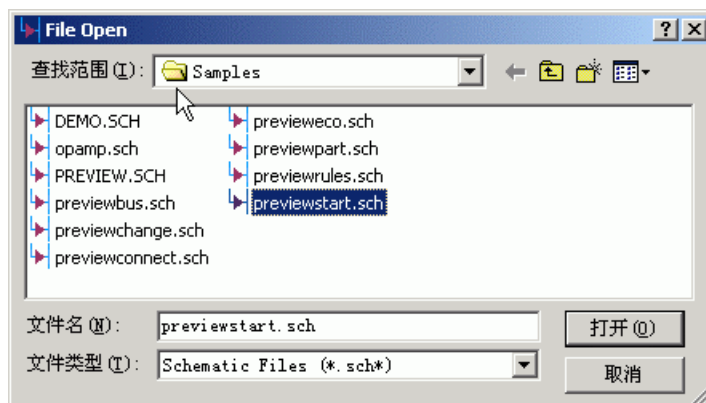 File Open
查找范围(I): Samples
DEMO.SCH previeweco.sch
opamp.sch previewpart.sch
PREVIEW.SCH previewrules.sch
previewbus.sch previewstart.sch
previewchange.sch
previewconnect.sch
文件名(N): previewstart.sch 打开(O)
文件类型(T): Schematic Files (*.sch*) 取消